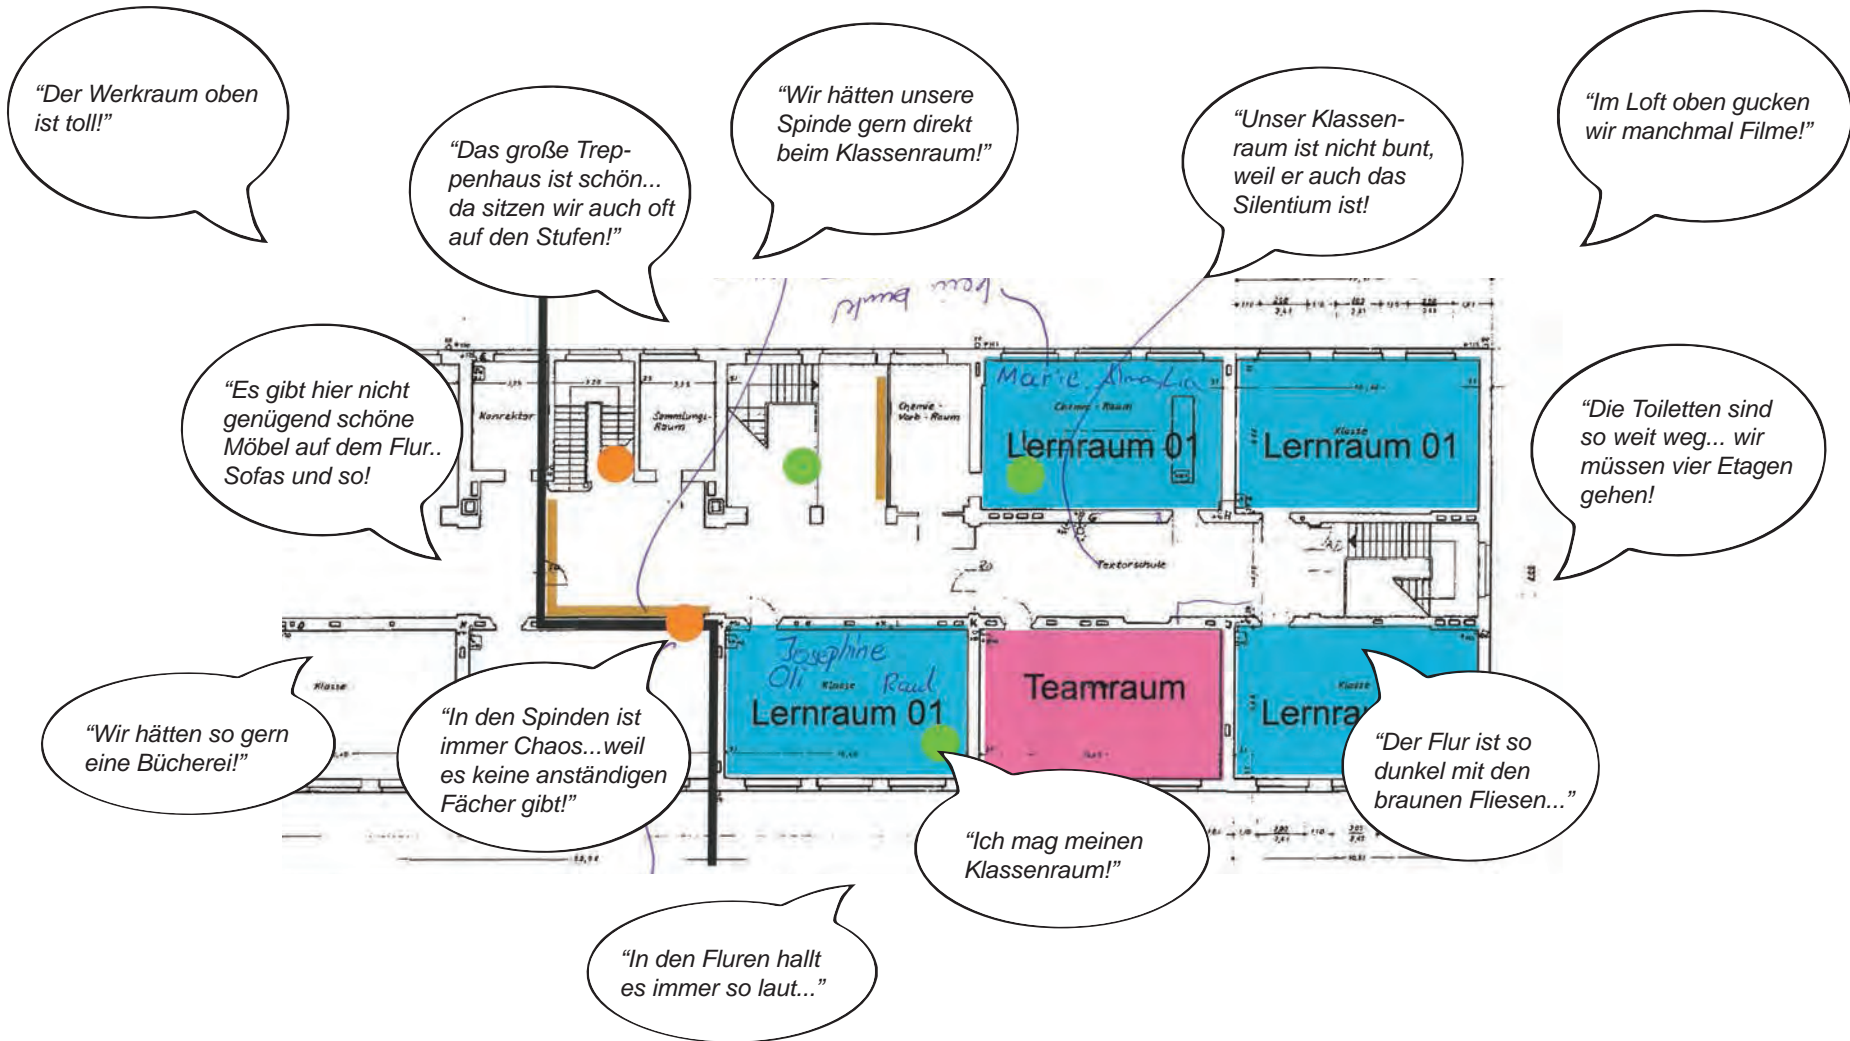 “Der Werkraum oben
ist toll!”
“Das große Trep-
penhaus ist schön...
da sitzen wir auch oft
auf den Stufen!”
“Wir hätten unsere
Spinde gern direkt
beim Klassenraum!”
“Unser Klassen-
raum ist nicht bunt,
weil er auch das
Silentium ist!
“Im Loft oben gucken
wir manchmal Filme!”
“Es gibt hier nicht
genügend schöne
Möbel auf dem Flur..
Sofas und so!
“Die Toiletten sind
so weit weg... wir
müssen vier Etagen
gehen!
Konrektor
Sammlungs-
Raum
Chemie -
Vorb - Raum
Marie, Alma, Lia
Chemie - Raum
Lernraum 01
Klasse
Lernraum 01
Textorschule
Klasse
Josephine
Oli
Klasse
Raul
Lernraum 01
Teamraum
Klasse
Lernra
“Wir hätten so gern
eine Bücherei!”
“In den Spinden ist
immer Chaos...weil
es keine anständigen
Fächer gibt!”
“Der Flur ist so
dunkel mit den
braunen Fliesen...”
“Ich mag meinen
Klassenraum!”
“In den Fluren hallt
es immer so laut...”